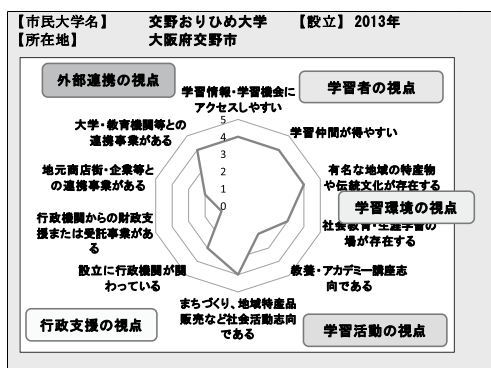 【市民大学名】 交野おりひめ大学 【設立】 2013年
【所在地】 大阪府交野市
外部連携の視点
学習者の視点
学習情報・学習機会に
アクセスしやすい
学習仲間が得やすい
有名な地域の特産物
や伝統文化が存在する
学習環境の視点
社会教育・生涯学習の
場が存在する
教養・アカデミー講座志
向である
学習活動の視点
まちづくり、地域特産品
販売など社会活動志向
である
行政支援の視点
設立に行政機関が関
わっている
行政機関からの財政支
援または受託事業があ
る
地元商店街・企業等と
の連携事業がある
大学・教育機関等との
連携事業がある
5
4
3
2
1
0